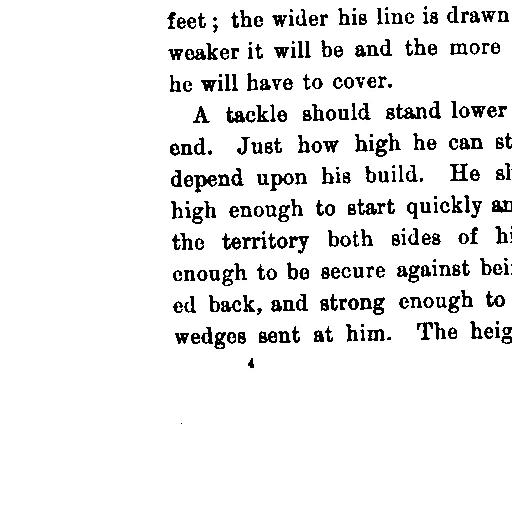 feet; the wider his line is drawn
weaker it will be and the more
he will have to cover.
A tackle should stand lower
end. Just how high he can st
depend upon his build. He sh
high enough to start quickly an
the territory both sides of hi
enough to be secure against bein
ed back, and strong enough to
wedges sent at him. The heig
4